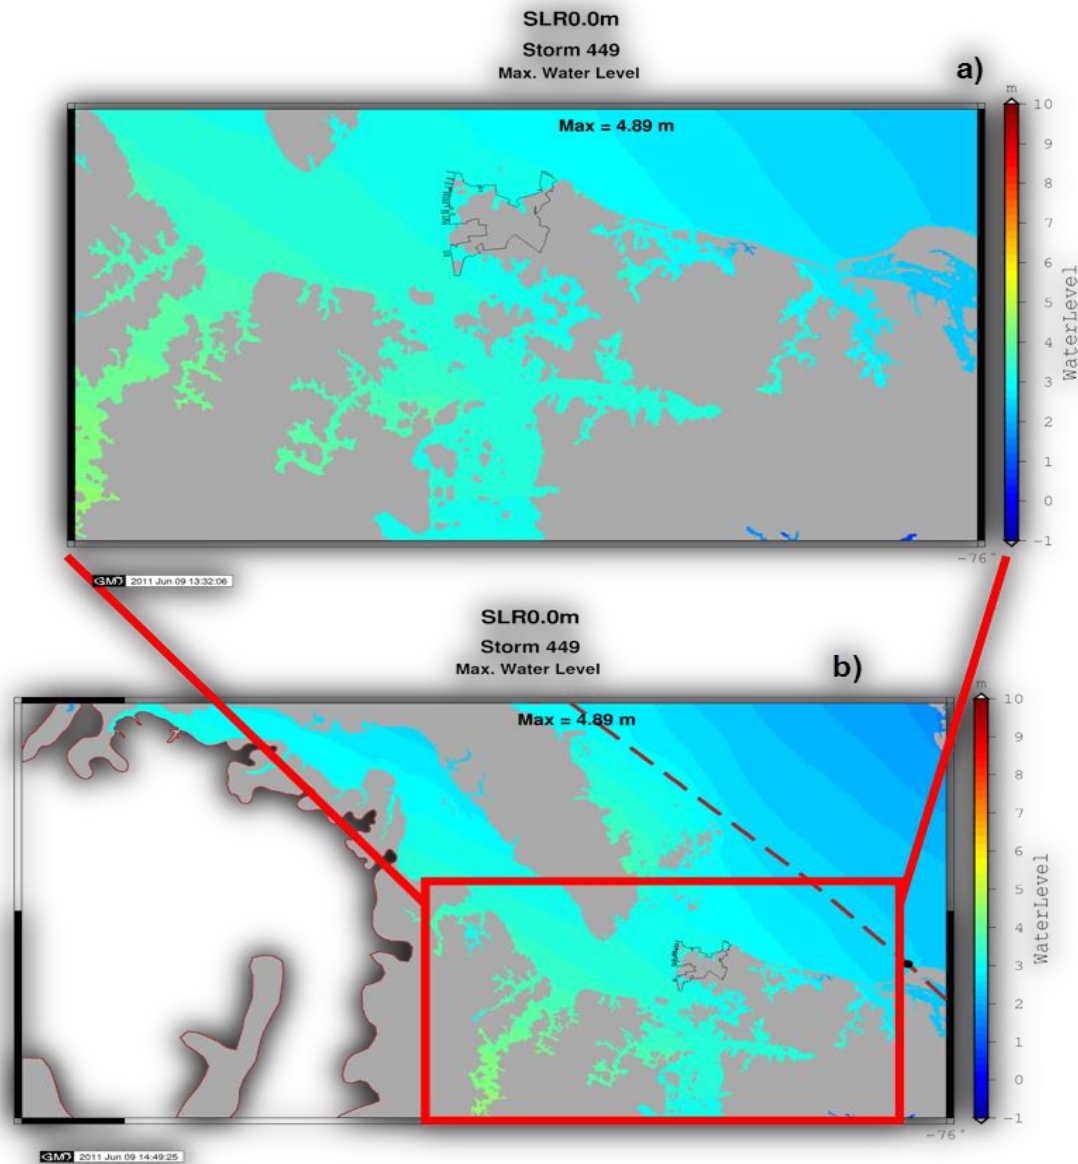 SLR0.0m
Storm 449
Max. Water Level
a)
m
Max = 4.89 m
10
9
8
7
6
5
4
3
2
1
0
-1
WaterLevel
-76°
GMD 2011 Jun 09 13:32:06
SLR0.0m
Storm 449
Max. Water Level
b)
m
Max = 4.89 m
10
9
8
7
6
5
4
3
2
1
0
-1
WaterLevel
-76°
GMD 2011 Jun 09 14:49:25